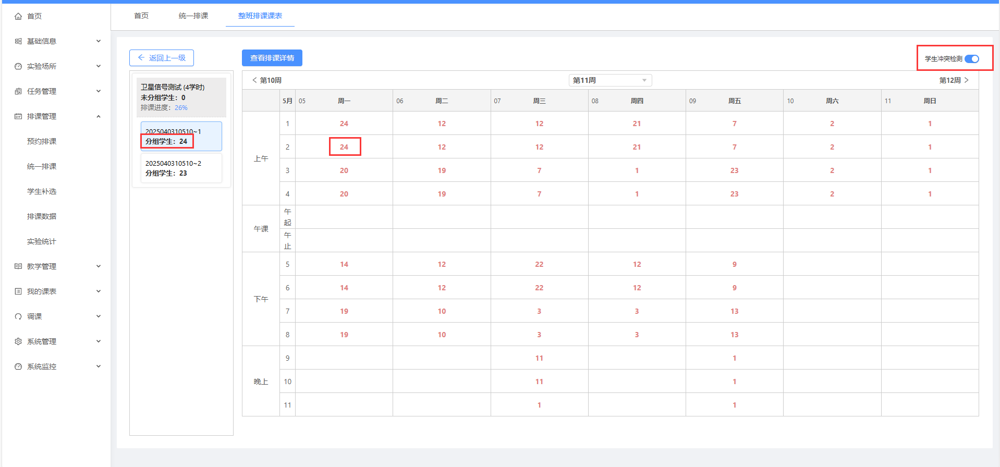 首页
基础信息
实验场所
任务管理
排课管理
预约排课
统一排课
学生补选
排课数据
实验统计
教学管理
我的课表
调课
系统管理
系统监控
首页 统一排课 整班排课课表
返回上一级
查看排课详情
学生冲突检测
卫星信号测试 (4学时)
未分组学生：0
排课进度：26%
2025040310510~1
分组学生：24
2025040310510~2
分组学生：23
第10周 第11周 第12周
5月 05 周一 06 周二 07 周三 08 周四 09 周五 10 周六 11 周日
上午
1 24 12 12 21 7 2 1
2 24 12 12 21 7 2 1
3 20 19 7 1 23 2 1
4 20 19 7 1 23 2 1
午课
午起
午止
下午
5 14 12 22 12 9
6 14 12 22 12 9
7 19 10 3 3 13
8 19 10 3 3 13
晚上
9 11 1
10 11 1
11 1 1